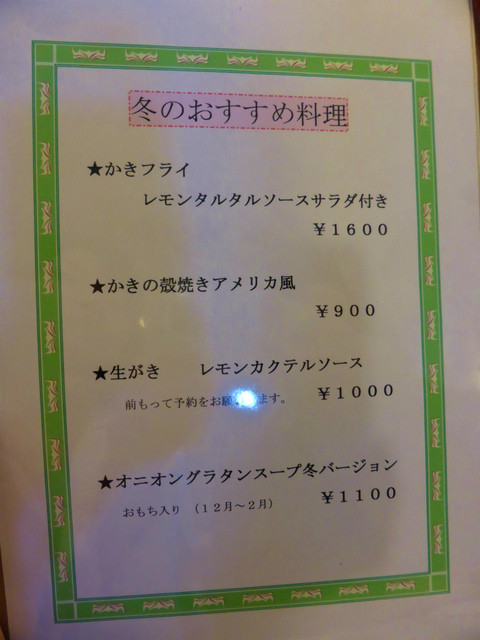 冬のおすすめ料理
★かきフライ
レモンタルタルソースサラダ付き
￥１６００
★かきの殻焼きアメリカ風
￥９００
★生がき　　レモンカクテルソース
前もって予約をお願 ます。
￥１０００
★オニオングラタンスープ冬バージョン
おもち入り　（１２月～２月）
￥１１００